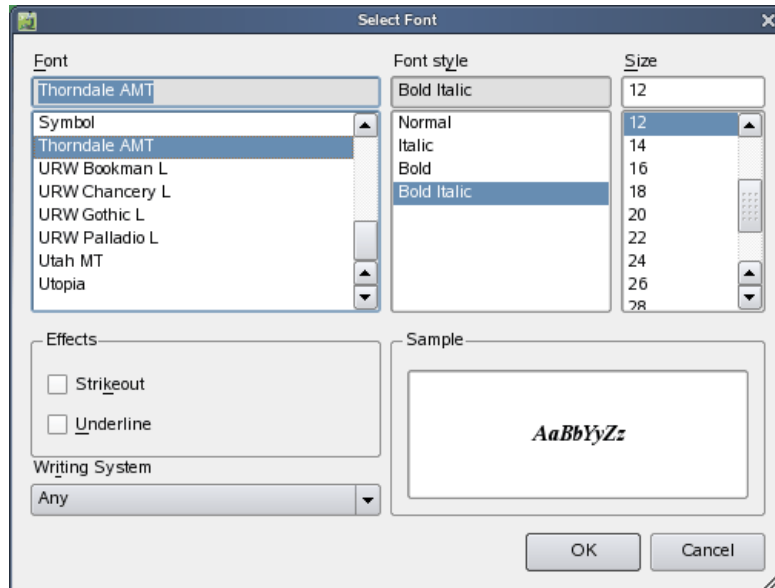 Select Font
Font
Font style
Size
Thorndale AMT
Bold Italic
12
Symbol
Thorndale AMT
URW Bookman L
URW Chancery L
URW Gothic L
URW Palladio L
Utah MT
Utopia
Normal
Italic
Bold
Bold Italic
12
14
16
18
20
22
24
26
28
Effects
Strikeout
Underline
Writing System
Any
Sample
AaBbYyZz
OK
Cancel